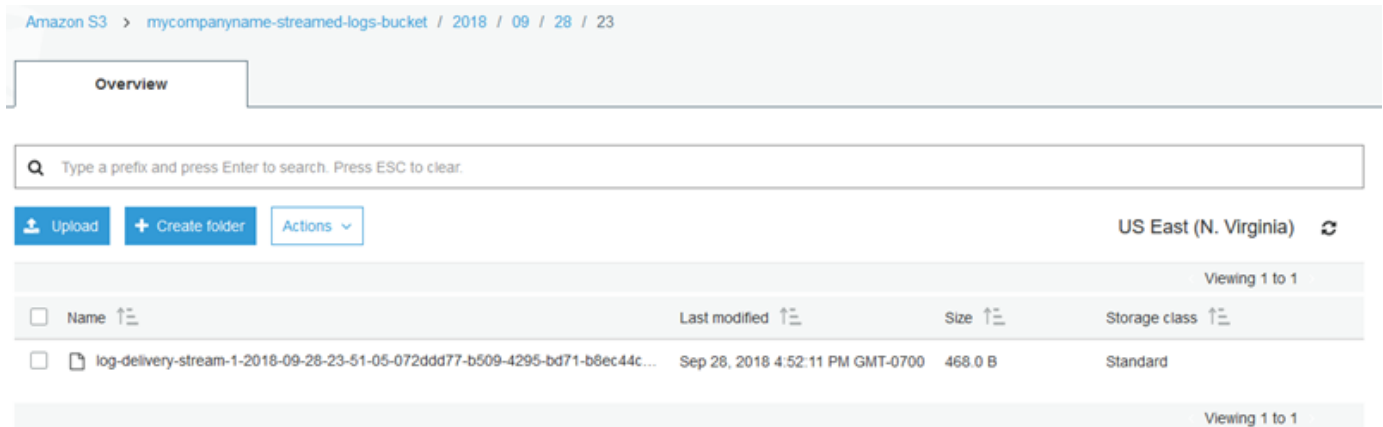 Amazon S3 > mycompanyname-streamed-logs-bucket / 2018 / 09 / 28 / 23
Overview
Type a prefix and press Enter to search. Press ESC to clear.
Upload + Create folder Actions US East (N. Virginia)
Viewing 1 to 1
Name Last modified Size Storage class
log-delivery-stream-1-2018-09-28-23-51-05-072ddd77-b509-4295-bd71-b8ec44c... Sep 28, 2018 4:52:11 PM GMT-0700 468.0 B Standard
Viewing 1 to 1